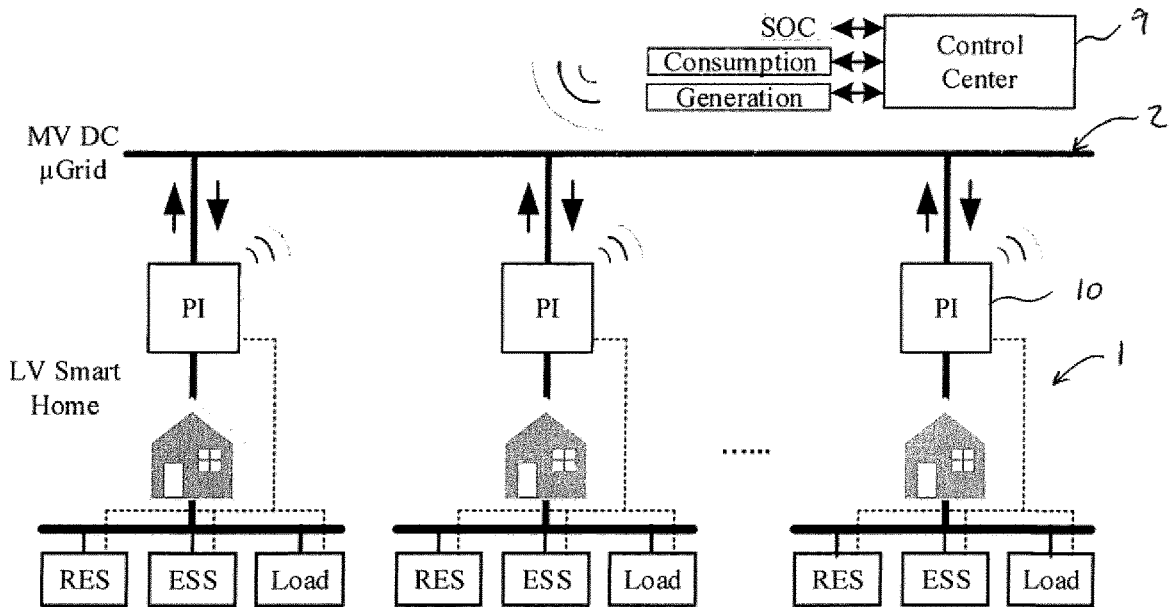 SOC
Consumption
Generation
Control
Center
9
MV DC
µGrid
2
PI
PI
PI
10
LV Smart
Home
1
......
RES
ESS
Load
RES
ESS
Load
RES
ESS
Load